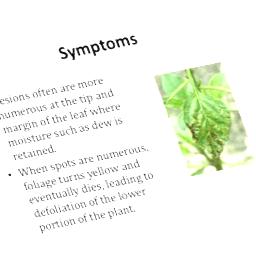 Symptoms
esions often are more
numerous at the tip and
margin of the leaf where
moisture such as dew is
retained.
• When spots are numerous,
foliage turns yellow and
eventually dies, leading to
defoliation of the lower
portion of the plant.